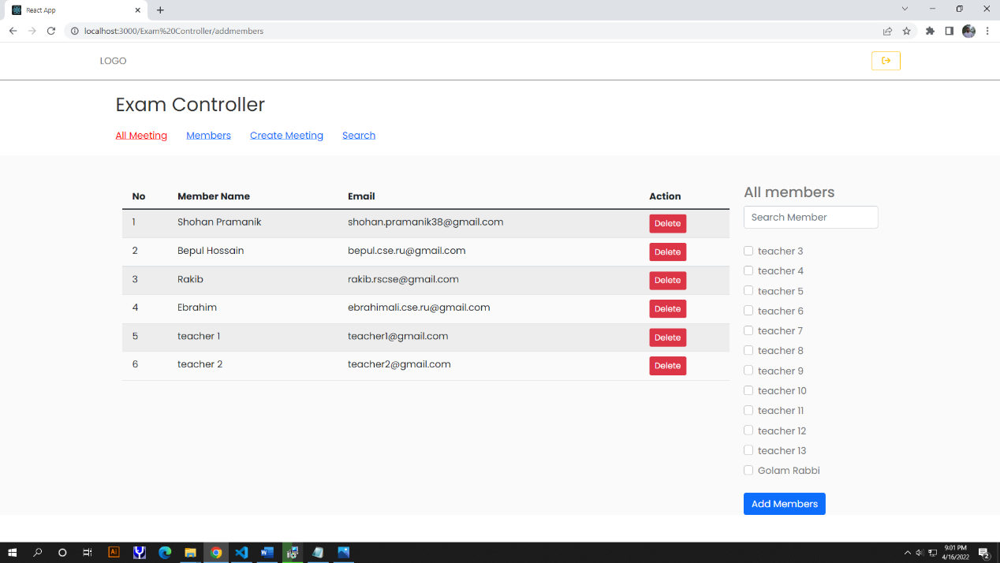 React App
localhost:3000/Exam%20Controller/addmembers
LOGO
Exam Controller
All Meeting Members Create Meeting Search
No Member Name Email Action
1 Shohan Pramanik shohan.pramanik38@gmail.com Delete
2 Bepul Hossain bepul.cse.ru@gmail.com Delete
3 Rakib rakib.rscse@gmail.com Delete
4 Ebrahim ebrahimali.cse.ru@gmail.com Delete
5 teacher 1 teacher1@gmail.com Delete
6 teacher 2 teacher2@gmail.com Delete
All members
Search Member
teacher 3
teacher 4
teacher 5
teacher 6
teacher 7
teacher 8
teacher 9
teacher 10
teacher 11
teacher 12
teacher 13
Golam Rabbi
Add Members
Ai
9:01 PM
4/16/2022
2